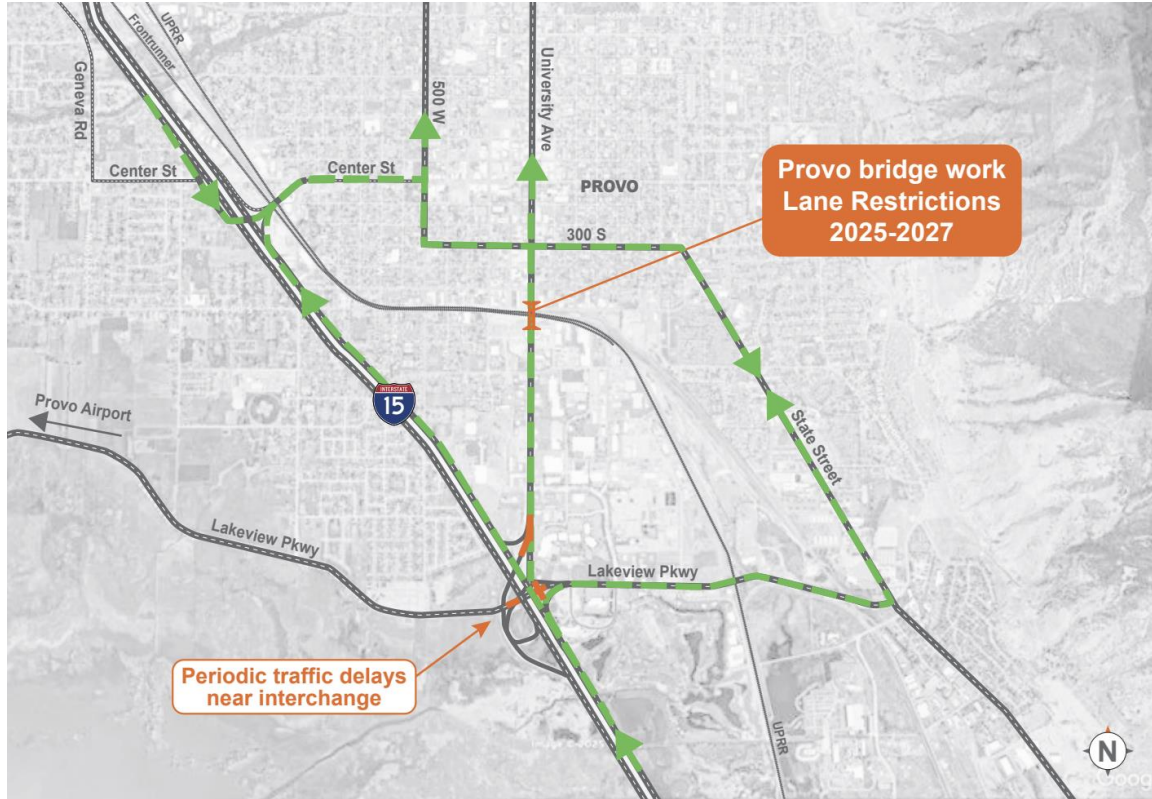 UPRR
Frontrunner
Geneva Rd
500 W
University Ave
Center St
Center St
PROVO
Provo bridge work
Lane Restrictions
2025-2027
300 S
INTERSTATE
15
Provo Airport
State Street
Lakeview Pkwy
Lakeview Pkwy
Periodic traffic delays
near interchange
UPRR
N
Goog